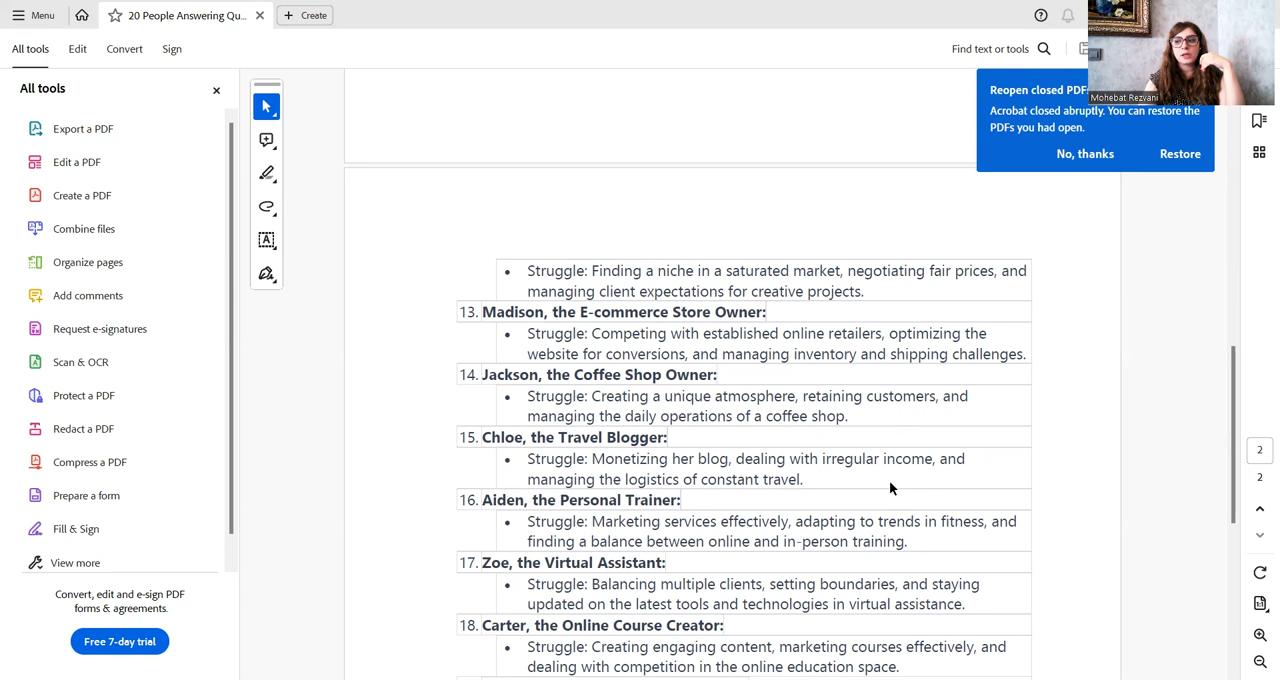 Menu
20 People Answering Qu...
Create
All tools
Edit
Convert
Sign
Find text or tools
All tools
Export a PDF
Edit a PDF
Create a PDF
Combine files
Organize pages
Add comments
Request e-signatures
Scan & OCR
Protect a PDF
Redact a PDF
Compress a PDF
Prepare a form
Fill & Sign
View more
Convert, edit and e-sign PDF
forms & agreements.
Free 7-day trial
• Struggle: Finding a niche in a saturated market, negotiating fair prices, and
managing client expectations for creative projects.
13. Madison, the E-commerce Store Owner:
• Struggle: Competing with established online retailers, optimizing the
website for conversions, and managing inventory and shipping challenges.
14. Jackson, the Coffee Shop Owner:
• Struggle: Creating a unique atmosphere, retaining customers, and
managing the daily operations of a coffee shop.
15. Chloe, the Travel Blogger:
• Struggle: Monetizing her blog, dealing with irregular income, and
managing the logistics of constant travel.
16. Aiden, the Personal Trainer:
• Struggle: Marketing services effectively, adapting to trends in fitness, and
finding a balance between online and in-person training.
17. Zoe, the Virtual Assistant:
• Struggle: Balancing multiple clients, setting boundaries, and staying
updated on the latest tools and technologies in virtual assistance.
18. Carter, the Online Course Creator:
• Struggle: Creating engaging content, marketing courses effectively, and
dealing with competition in the online education space.
Mohebat Rezvani
Reopen closed PDF
Acrobat closed abruptly. You can restore the
PDFs you had open.
No, thanks
Restore
2
2